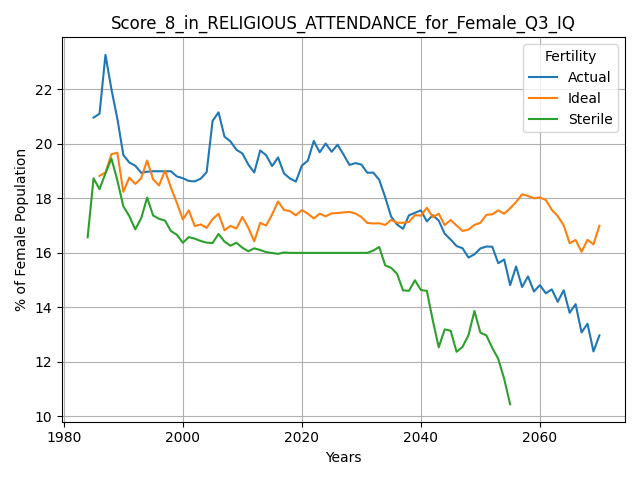 Score_8_in_RELIGIOUS_ATTENDANCE_for_Female_Q3_IQ
Fertility
Actual
Ideal
Sterile
% of Female Population
22
20
18
16
14
12
10
1980
2000
2020
2040
2060
Years